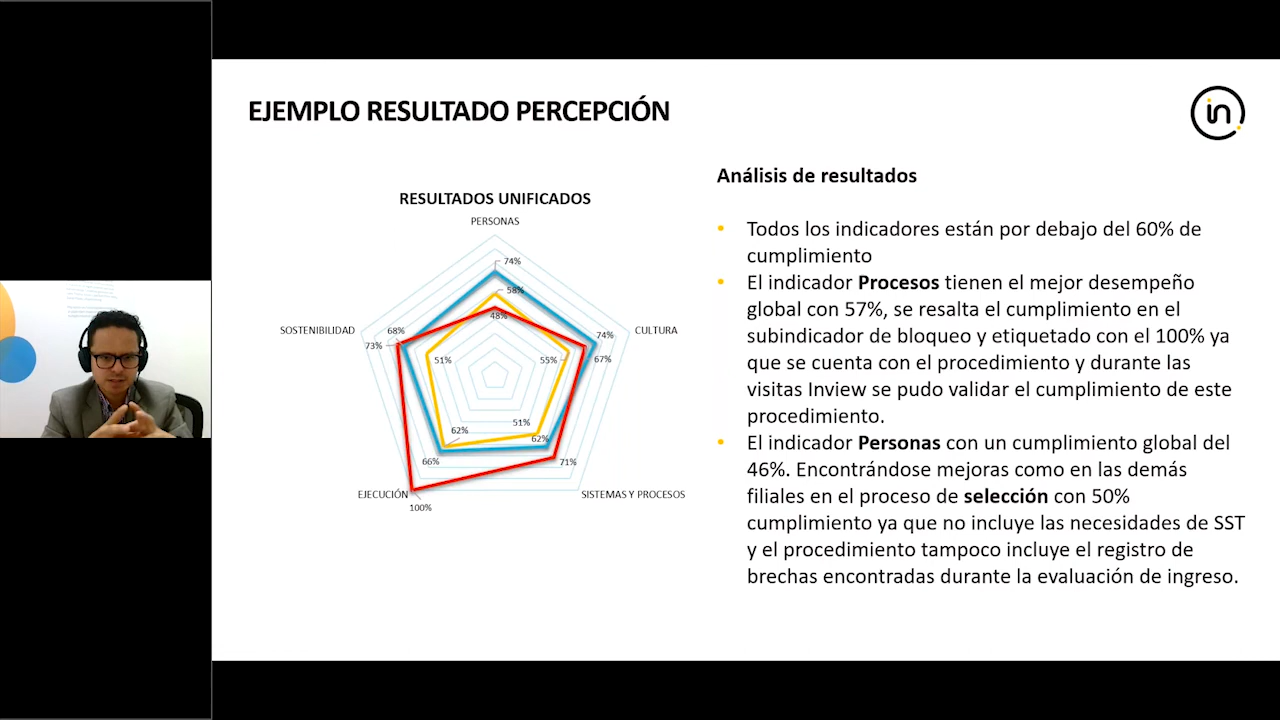 EJEMPLO RESULTADO PERCEPCIÓN
in
RESULTADOS UNIFICADOS
PERSONAS
74%
58%
48%
SOSTENIBILIDAD
68%
73%
51%
CULTURA
74%
67%
55%
51%
62%
71%
62%
66%
EJECUCIÓN
100%
SISTEMAS Y PROCESOS
Análisis de resultados
• Todos los indicadores están por debajo del 60% de
cumplimiento
• El indicador Procesos tienen el mejor desempeño
global con 57%, se resalta el cumplimiento en el
subindicador de bloqueo y etiquetado con el 100% ya
que se cuenta con el procedimiento y durante las
visitas Inview se pudo validar el cumplimiento de este
procedimiento.
• El indicador Personas con un cumplimiento global del
46%. Encontrándose mejoras como en las demás
filiales en el proceso de selección con 50%
cumplimiento ya que no incluye las necesidades de SST
y el procedimiento tampoco incluye el registro de
brechas encontradas durante la evaluación de ingreso.